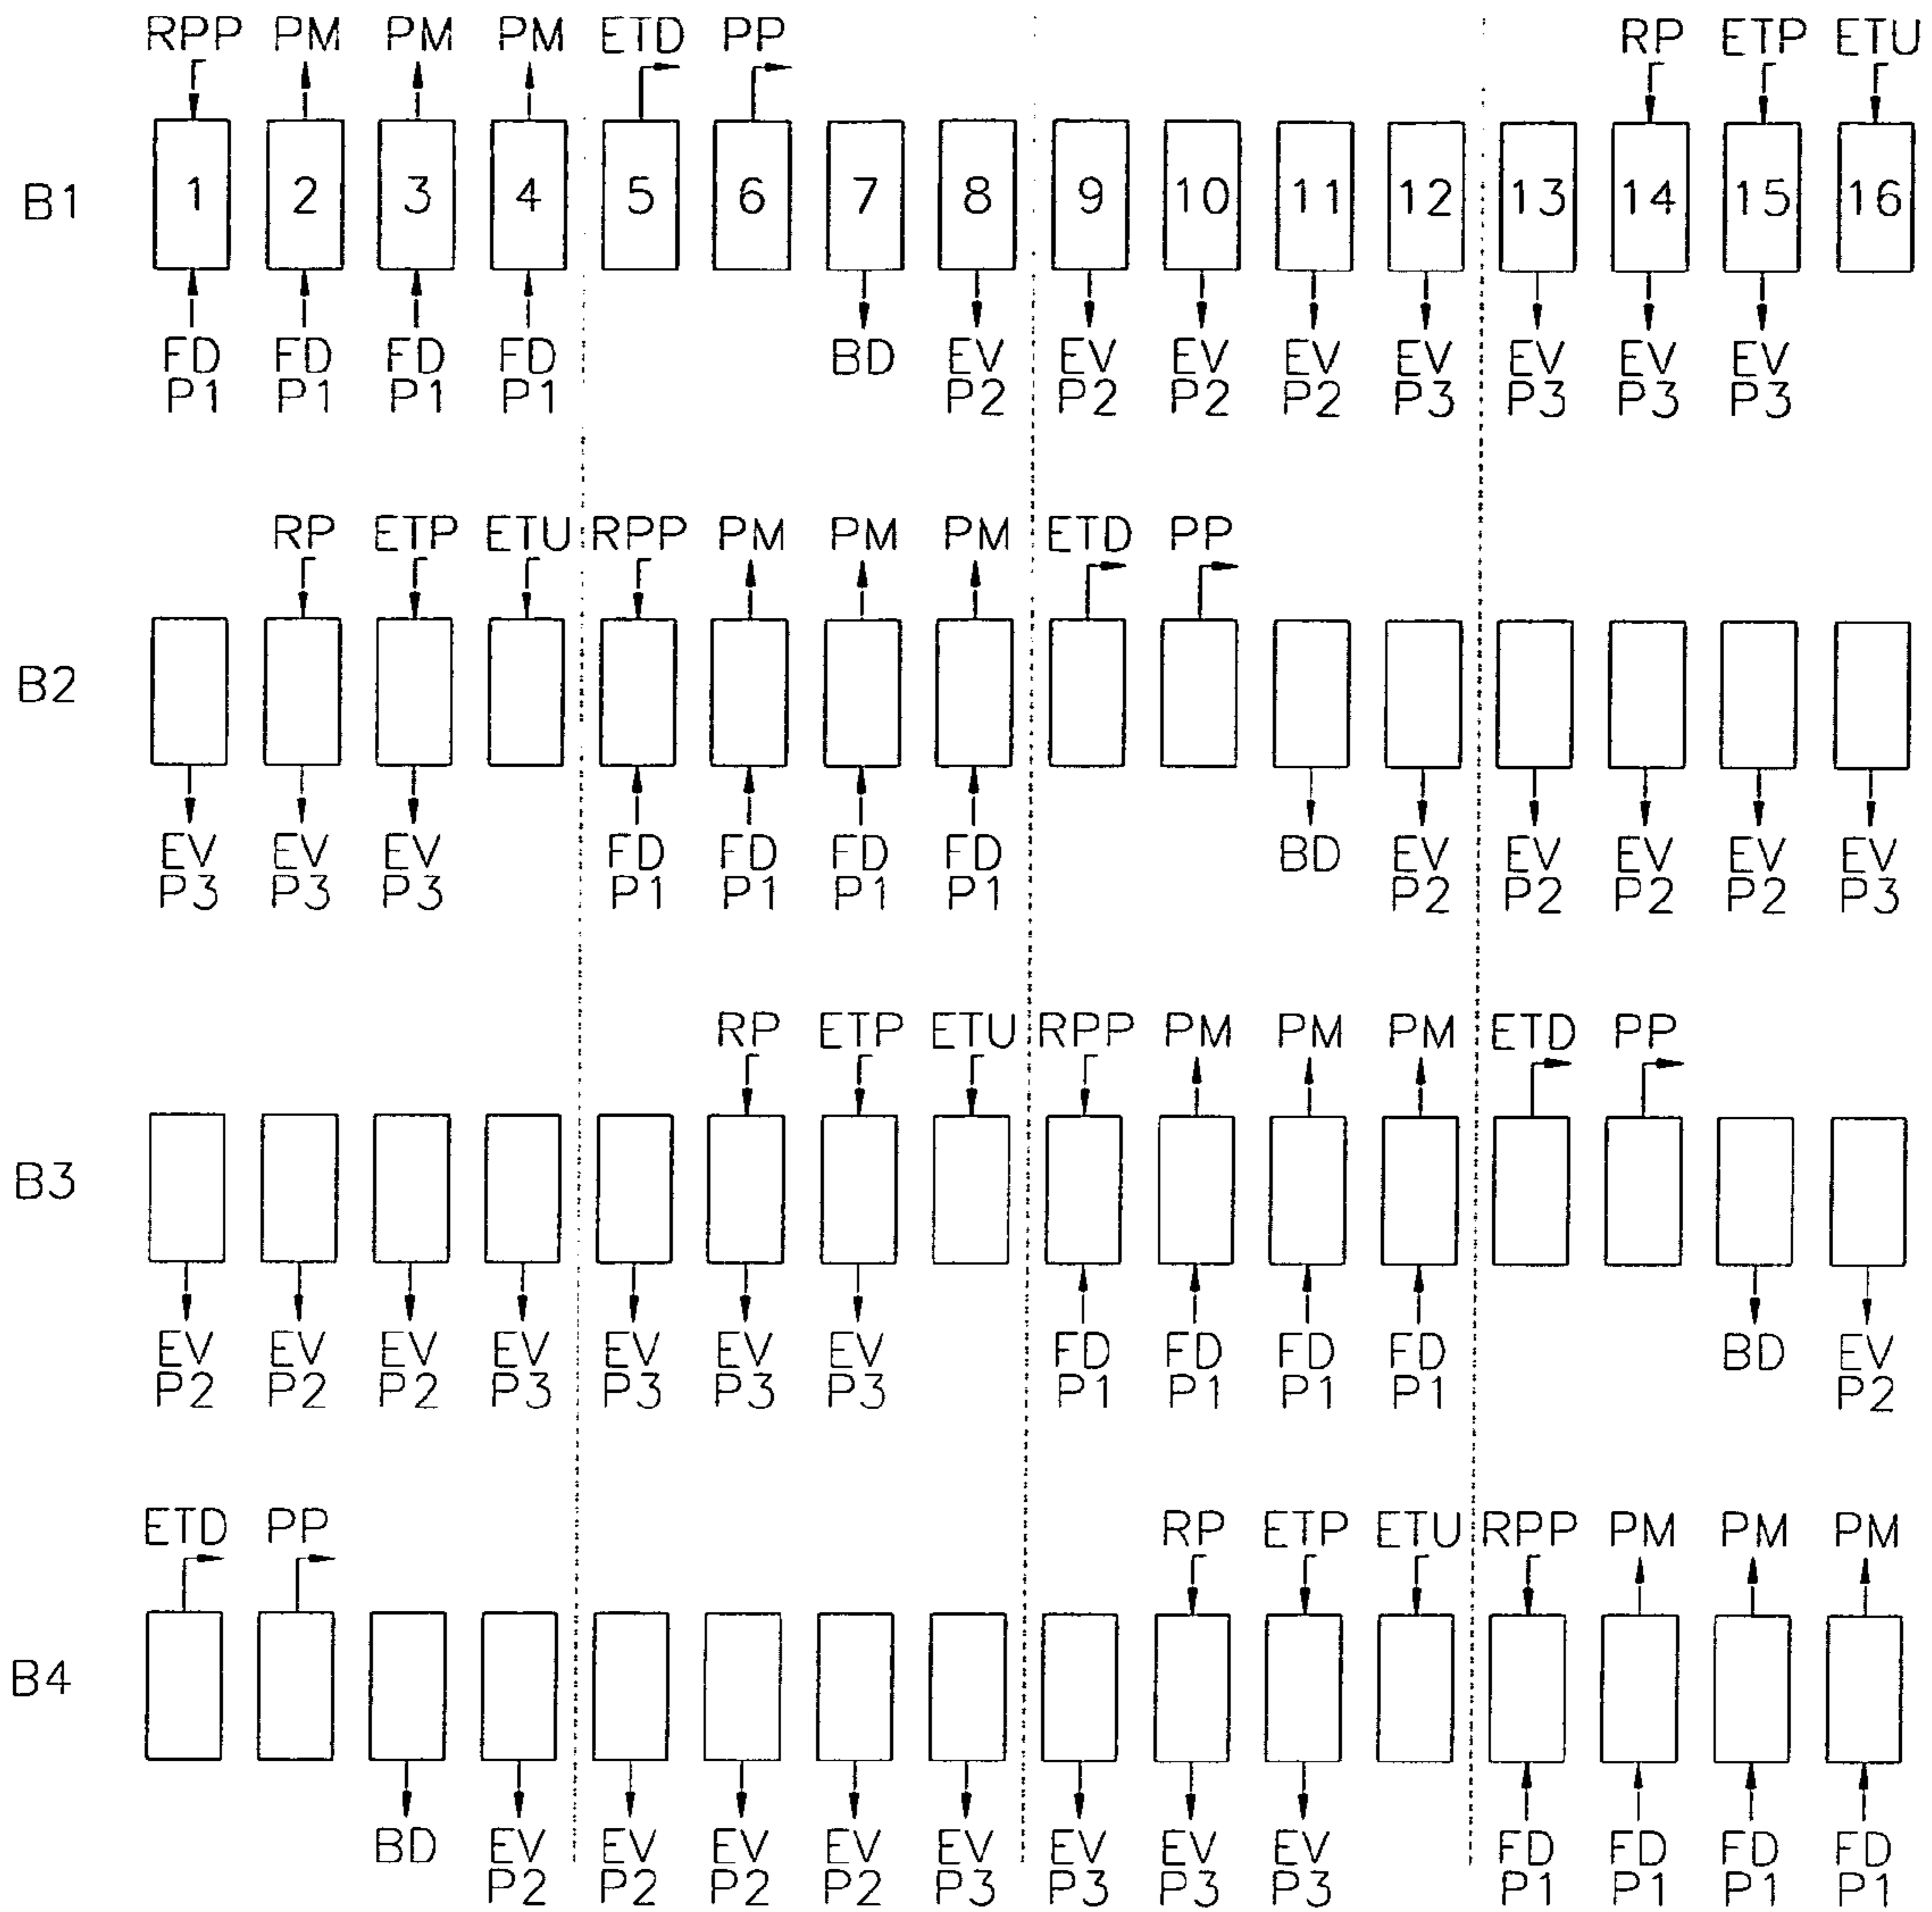 RPP PM PM PM ETD PP RP ETP ETU
B1 1 2 3 4 5 6 7 8 9 10 11 12 13 14 15 16
FD FD FD FD BD EV EV EV EV EV EV EV EV
P1 P1 P1 P1 P2 P2 P2 P2 P3 P3 P3 P3
RP ETP ETU RPP PM PM PM ETD PP
B2
EV EV EV FD FD FD FD BD EV EV EV EV EV
P3 P3 P3 P1 P1 P1 P1 P2 P2 P2 P2 P3
RP ETP ETU RPP PM PM PM ETD PP
B3
EV EV EV EV EV EV EV FD FD FD FD BD EV
P2 P2 P2 P3 P3 P3 P3 P1 P1 P1 P1 P2
ETD PP RP ETP ETU RPP PM PM PM
B4
BD EV EV EV EV EV EV EV EV FD FD FD FD
P2 P2 P2 P2 P3 P3 P3 P3 P1 P1 P1 P1